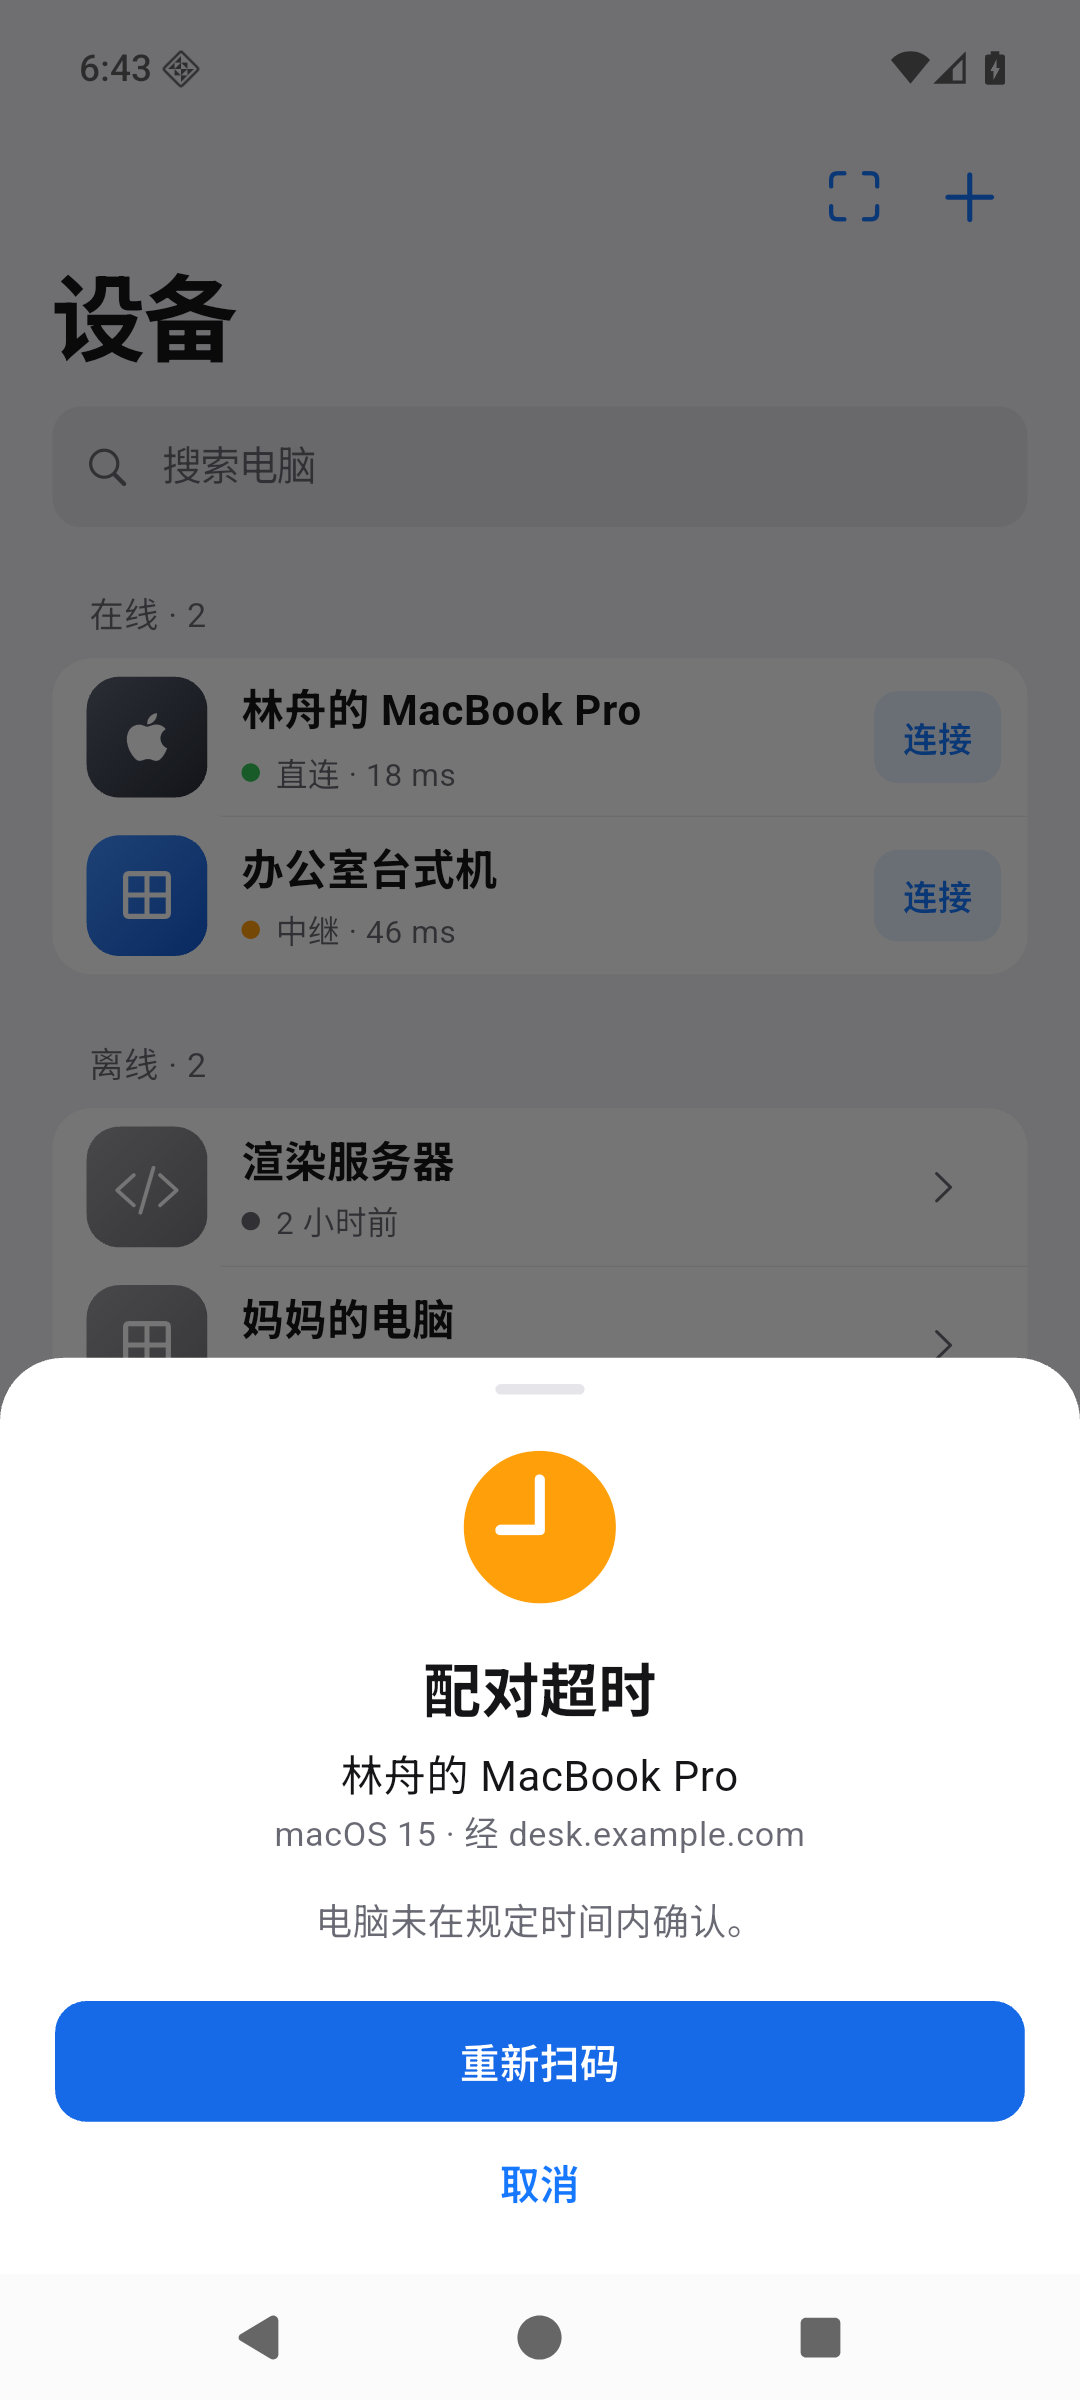 6:43
设备
搜索电脑
在线 · 2
林舟的 MacBook Pro
直连 · 18 ms
连接
办公室台式机
中继 · 46 ms
连接
离线 · 2
渲染服务器
2 小时前
妈妈的电脑
配对超时
林舟的 MacBook Pro
macOS 15 · 经 desk.example.com
电脑未在规定时间内确认。
重新扫码
取消